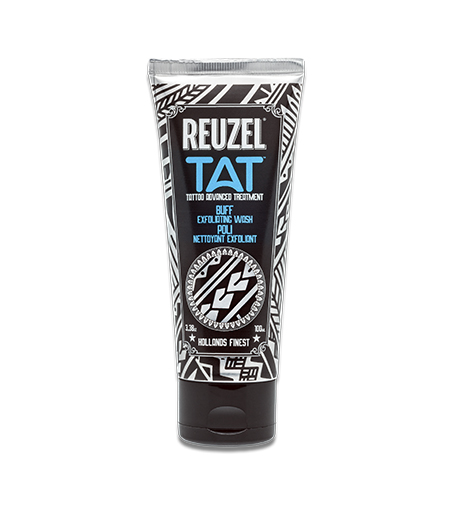 REUZEL
TAT
TATTOO ADVANCED TREATMENT
BUFF
EXFOLIATING WASH
POLI
NETTOYANT EXFOLIANT
3.38oz 100ml
HOLLANDS FINEST